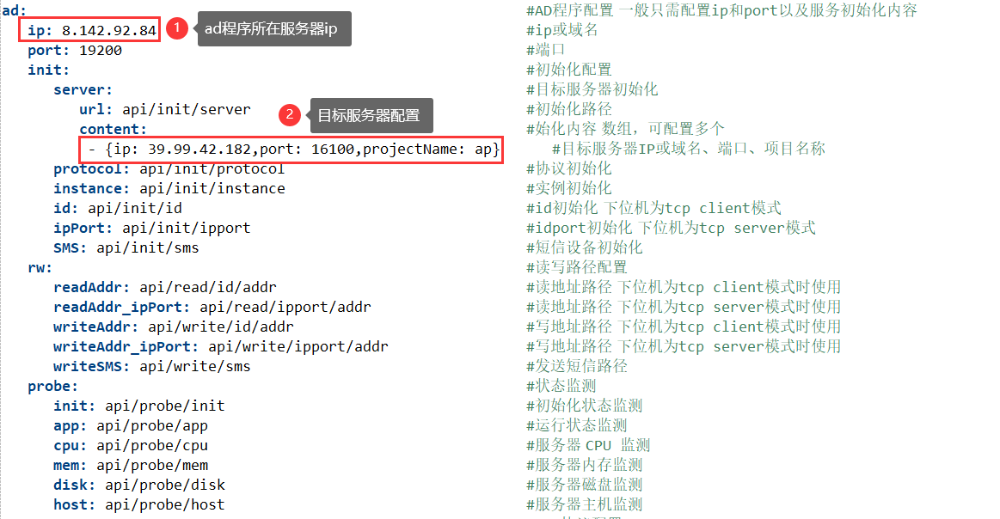 ad: #AD程序配置 一般只需配置ip和port以及服务初始化内容
ip: 8.142.92.84 1 ad程序所在服务器ip #ip或域名
port: 19200 #端口
init: #初始化配置
server: #目标服务器初始化
url: api/init/server 2 目标服务器配置 #初始化路径
content: #始化内容 数组，可配置多个
- {ip: 39.99.42.182,port: 16100,projectName: ap} #目标服务器IP或域名、端口、项目名称
protocol: api/init/protocol #协议初始化
instance: api/init/instance #实例初始化
id: api/init/id #id初始化 下位机为tcp client模式
ipPort: api/init/ipport #idport初始化 下位机为tcp server模式
SMS: api/init/sms #短信设备初始化
rw: #读写路径配置
readAddr: api/read/id/addr #读地址路径 下位机为tcp client模式时使用
readAddr_ipPort: api/read/ipport/addr #读地址路径 下位机为tcp server模式时使用
writeAddr: api/write/id/addr #写地址路径 下位机为tcp client模式时使用
writeAddr_ipPort: api/write/ipport/addr #写地址路径 下位机为tcp server模式时使用
writeSMS: api/write/sms #发送短信路径
probe: #状态监测
init: api/probe/init #初始化状态监测
app: api/probe/app #运行状态监测
cpu: api/probe/cpu #服务器 CPU 监测
mem: api/probe/mem #服务器内存监测
disk: api/probe/disk #服务器磁盘监测
host: api/probe/host #服务器主机监测